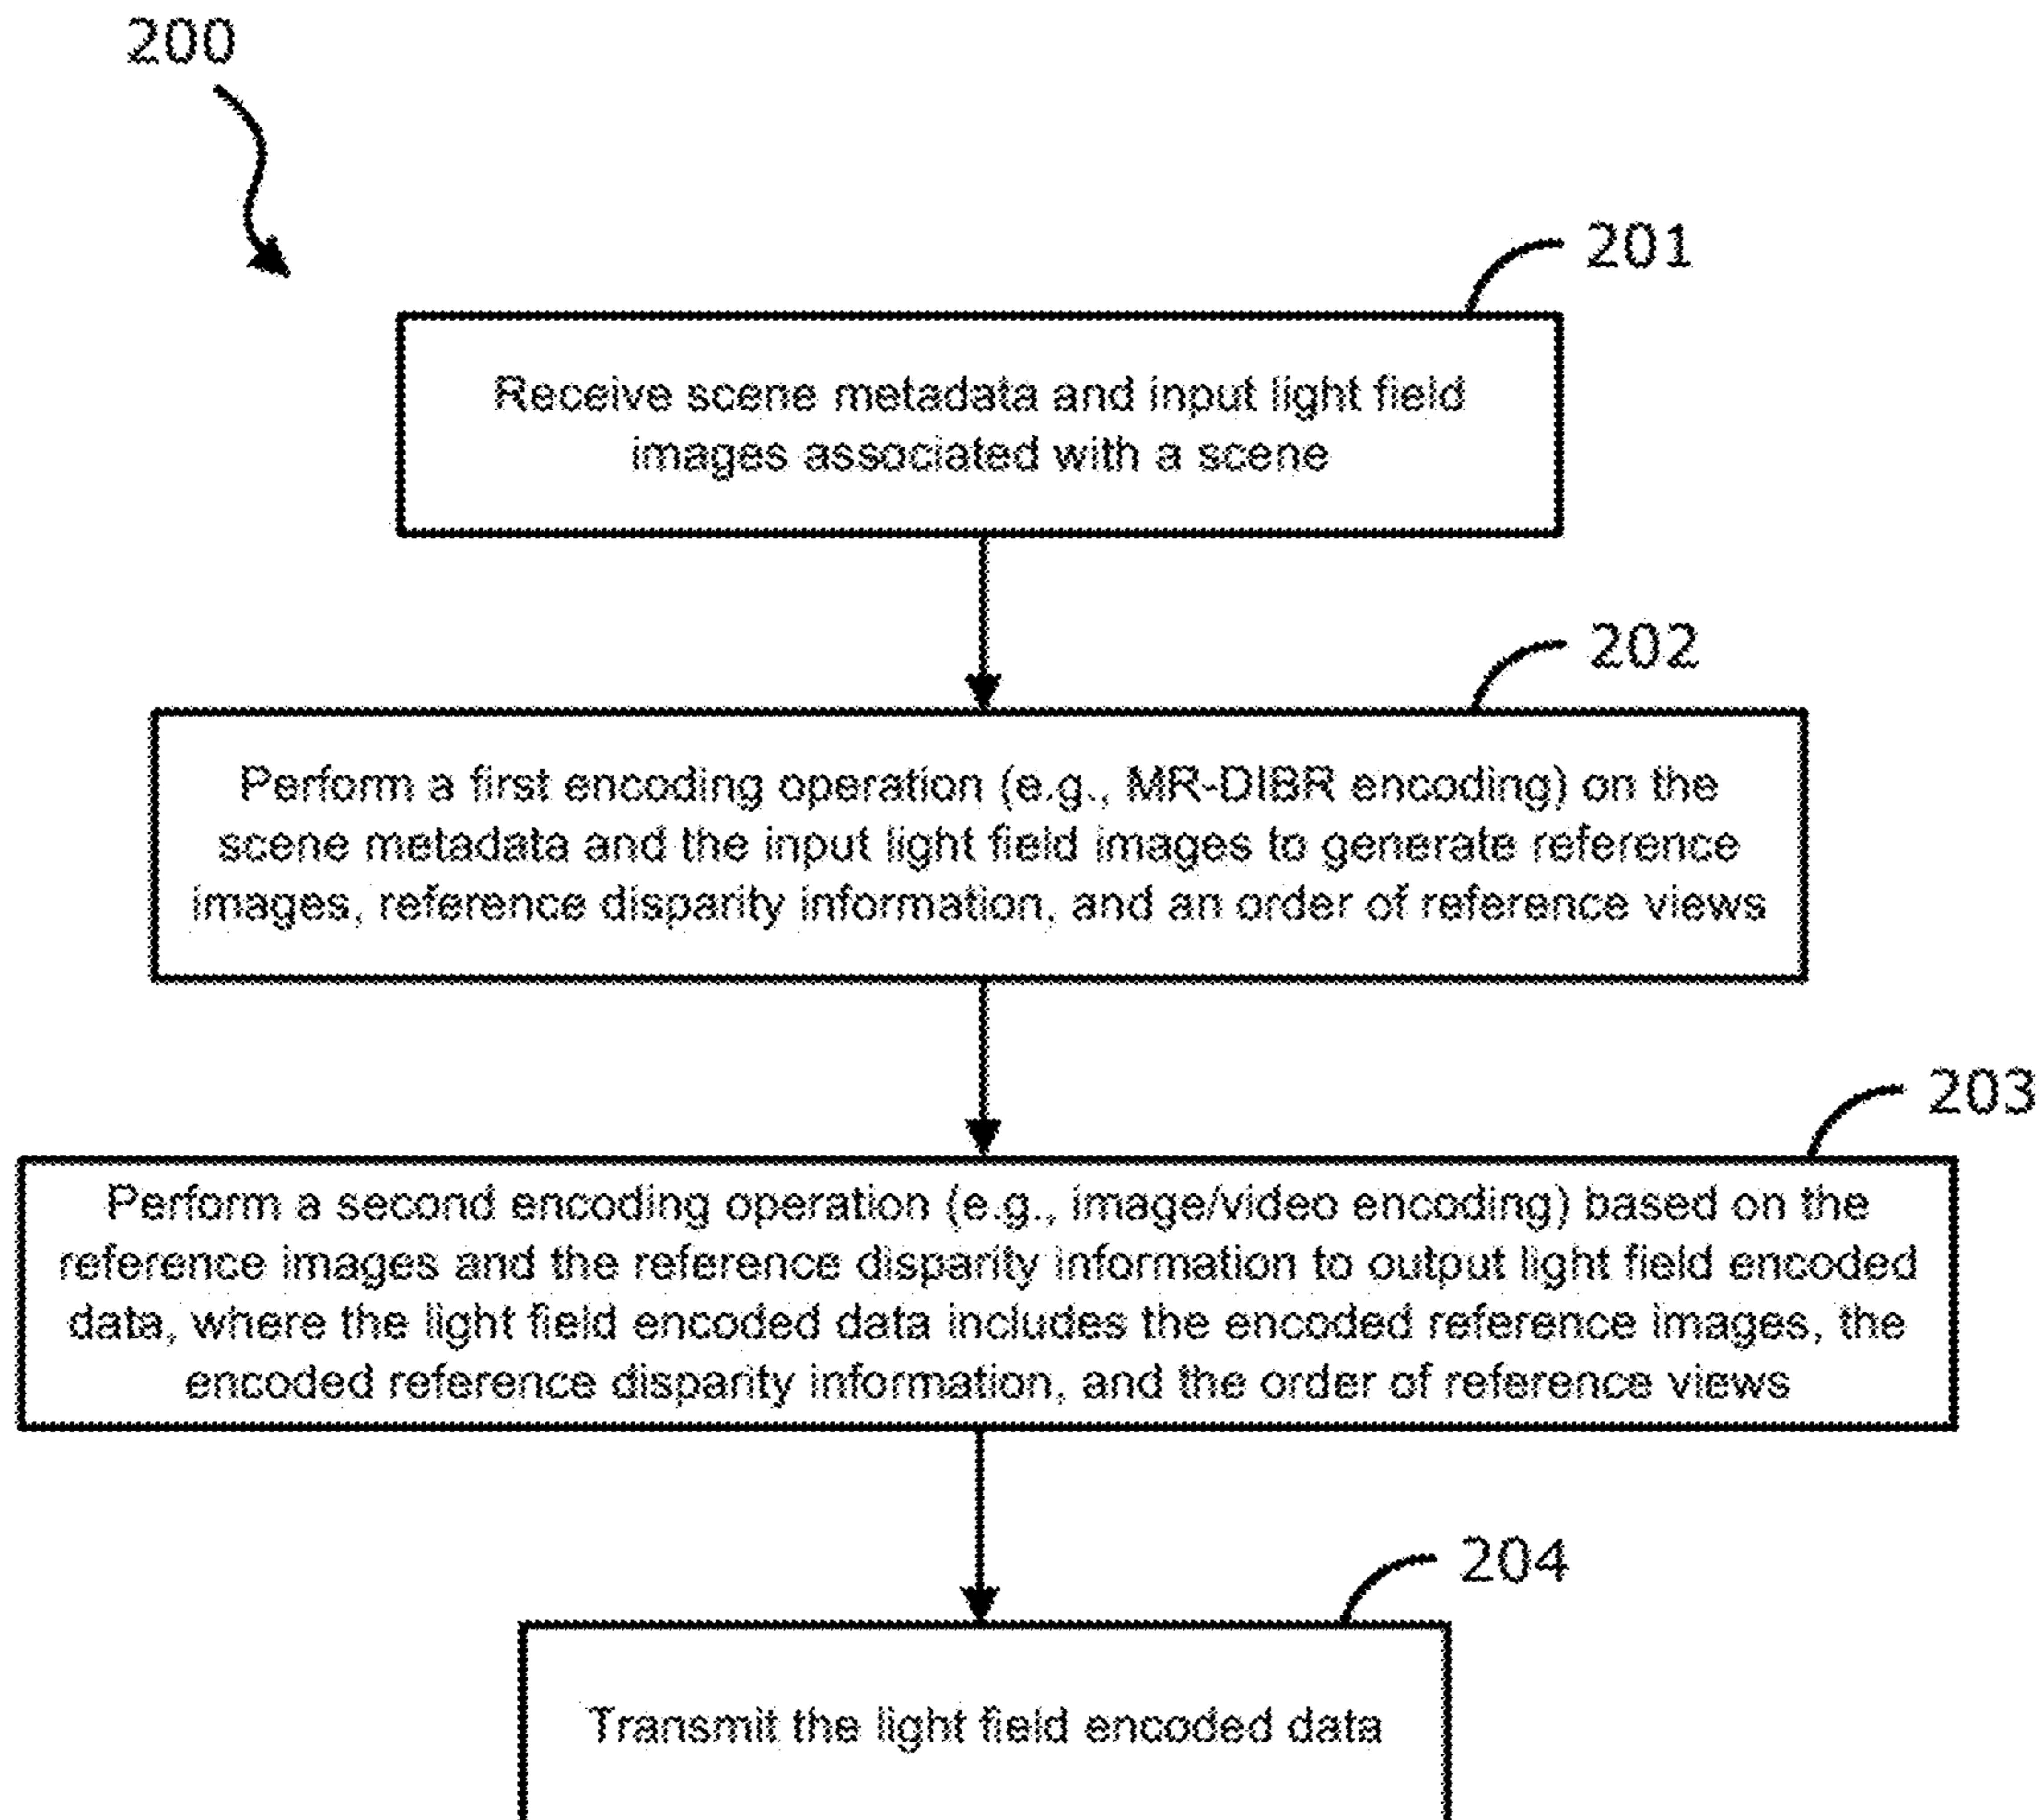 200
201
Receive scene metadata and input light field
images associated with a scene
202
Perform a first encoding operation (e.g., MR-DIBR encoding) on the
scene metadata and the input light field images to generate reference
images, reference disparity information, and an order of reference views
203
Perform a second encoding operation (e.g., image/video encoding) based on the
reference images and the reference disparity information to output light field encoded
data, where the light field encoded data includes the encoded reference images, the
encoded reference disparity information, and the order of reference views
204
Transmit the light field encoded data